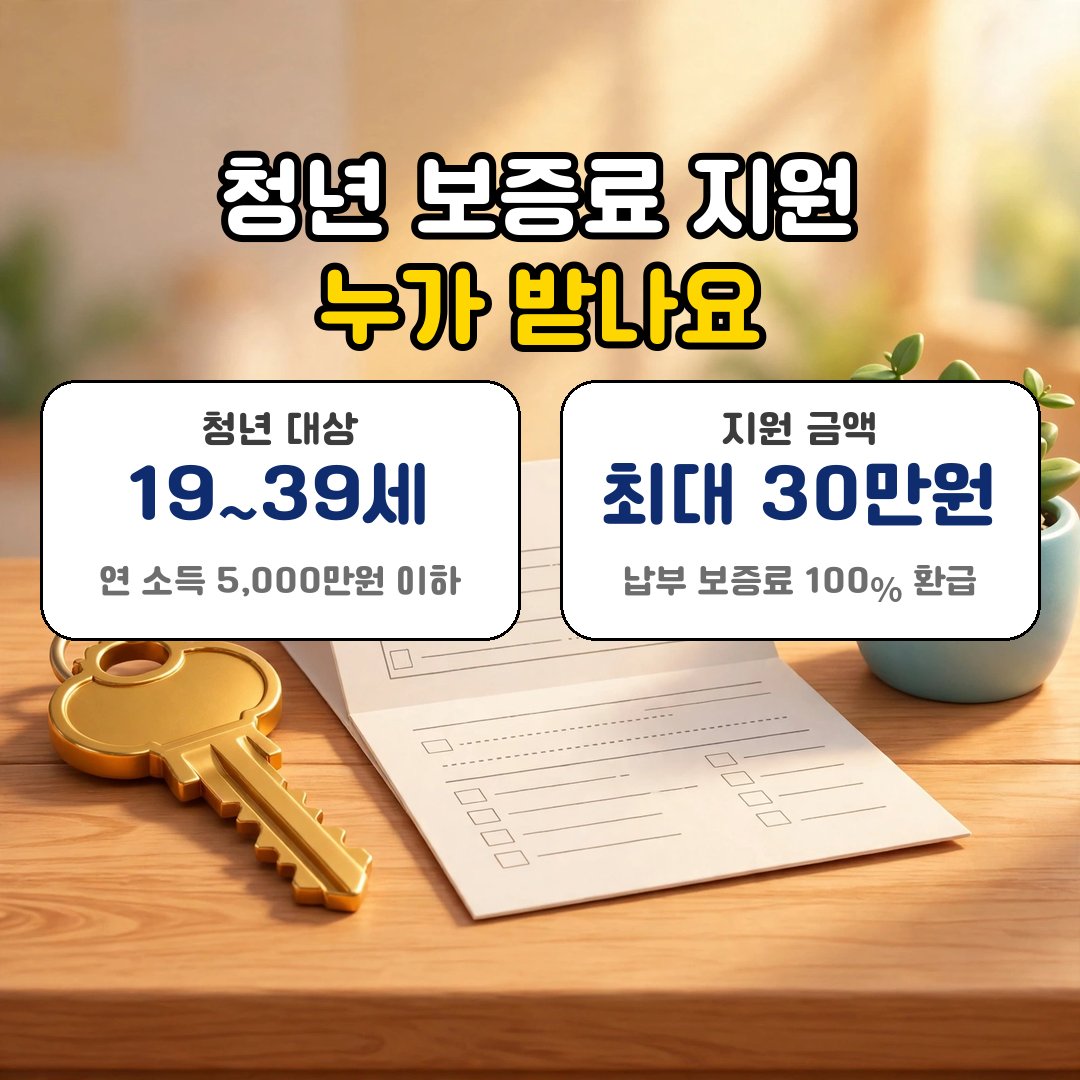 청년 보증료 지원
누가 받나요
청년 대상
19~39세
연 소득 5,000만원 이하
지원 금액
최대 30만원
납부 보증료 100% 환급